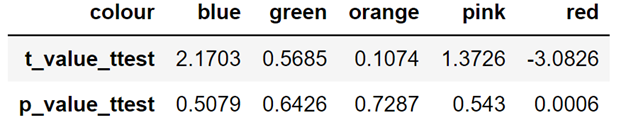 colour blue green orange pink red
t_value_ttest 2.1703 0.5685 0.1074 1.3726 -3.0826
p_value_ttest 0.5079 0.6426 0.7287 0.543 0.0006